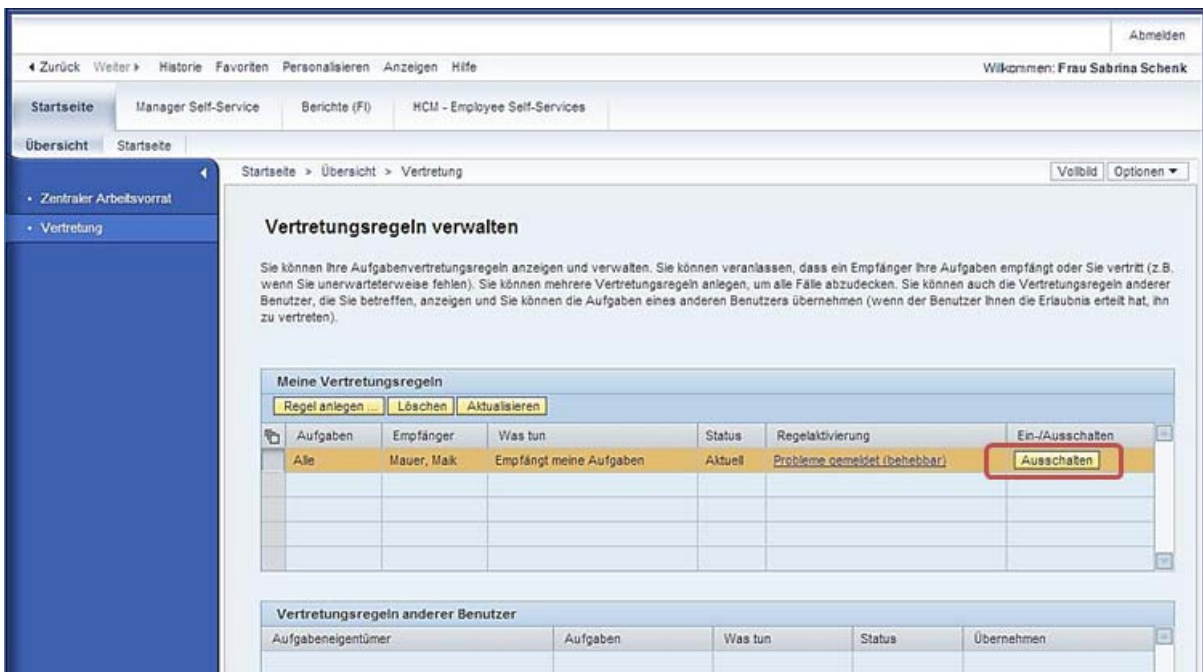 Abmelden
Zurück Weiter Historie Favoriten Personalisieren Anzeigen Hilfe Willkommen: Frau Sabrina Schenk
Startseite Manager Self-Service Berichte (FI) HCM - Employee Self-Services
Übersicht Startseite
Startseite > Übersicht > Vertretung Vollbild Optionen
• Zentraler Arbeitsvorrat
• Vertretung
Vertretungsregeln verwalten
Sie können Ihre Aufgabenvertretungsregeln anzeigen und verwalten. Sie können veranlassen, dass ein Empfänger Ihre Aufgaben empfängt oder Sie vertritt (z.B.
wenn Sie unerwarteterweise fehlen). Sie können mehrere Vertretungsregeln anlegen, um alle Fälle abzudecken. Sie können auch die Vertretungsregeln anderer
Benutzer, die Sie betreffen, anzeigen und Sie können die Aufgaben eines anderen Benutzers übernehmen (wenn der Benutzer Ihnen die Erlaubnis erteilt hat, ihn
zu vertreten).
Meine Vertretungsregeln
Regel anlegen ... Löschen Aktualisieren
Aufgaben Empfänger Was tun Status Regelaktivierung Ein-/Ausschalten
Alle Mauer, Maik Empfängt meine Aufgaben Aktuell Probleme gemeldet (behebbar) Ausschalten
Vertretungsregeln anderer Benutzer
Aufgabeneigentümer Aufgaben Was tun Status Übernehmen